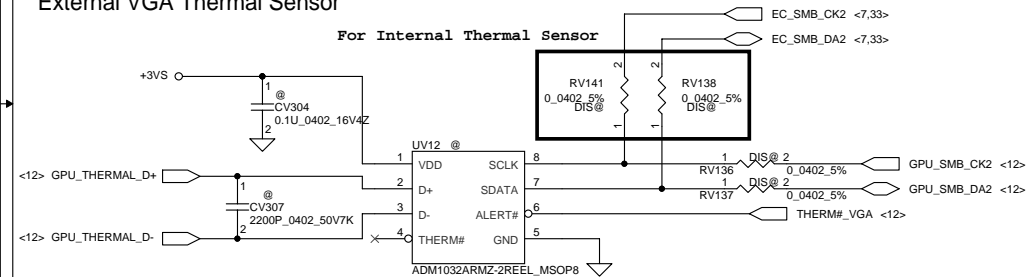 External VGA Thermal Sensor
EC_SMB_CK2 <7,33>
For Internal Thermal Sensor
EC_SMB_DA2 <7,33>
+3VS
1
@
CV304
0.1U_0402_16V4Z
2
2
RV141
0_0402_5%
DIS@
1
2
RV138
0_0402_5%
DIS@
1
UV12 @
1 VDD SCLK 8
2 D+ SDATA 7
3 D- ALERT# 6
4 THERM# GND 5
ADM1032ARMZ-2REEL_MSOP8
1 DIS@ 2
RV136 0_0402_5%
GPU_SMB_CK2 <12>
1 DIS@ 2
RV137 0_0402_5%
GPU_SMB_DA2 <12>
THERM#_VGA <12>
<12> GPU_THERMAL_D+
1
@
CV307
2200P_0402_50V7K
2
<12> GPU_THERMAL_D-